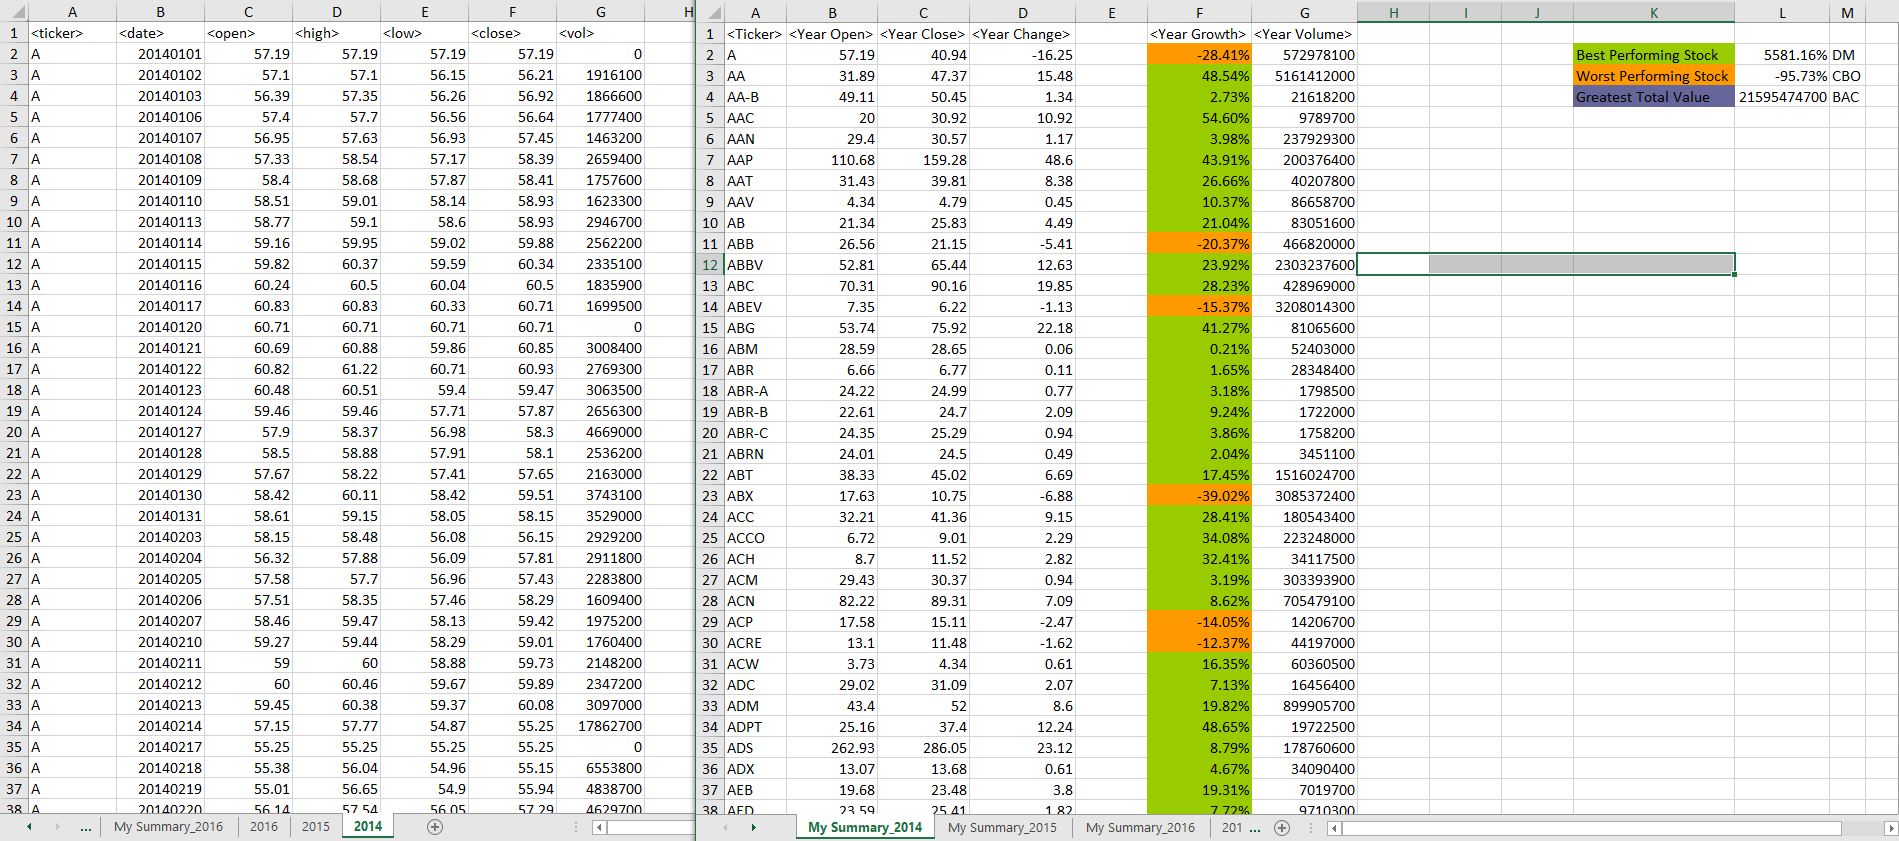 A B C D E F G H
1 <ticker> <date> <open> <high> <low> <close> <vol>
2 A 20140101 57.19 57.19 57.19 57.19 0
3 A 20140102 57.1 57.1 56.15 56.21 1916100
4 A 20140103 56.39 57.35 56.26 56.92 1866600
5 A 20140106 57.4 57.7 56.56 56.64 1777400
6 A 20140107 56.95 57.63 56.93 57.45 1463200
7 A 20140108 57.33 58.54 57.17 58.39 2659400
8 A 20140109 58.4 58.68 57.87 58.41 1757600
9 A 20140110 58.51 59.01 58.14 58.93 1623300
10 A 20140113 58.77 59.1 58.6 58.93 2946700
11 A 20140114 59.16 59.95 59.02 59.88 2562200
12 A 20140115 59.82 60.37 59.59 60.34 2335100
13 A 20140116 60.24 60.5 60.04 60.5 1835900
14 A 20140117 60.83 60.83 60.33 60.71 1699500
15 A 20140120 60.71 60.71 60.71 60.71 0
16 A 20140121 60.69 60.88 59.86 60.85 3008400
17 A 20140122 60.82 61.22 60.71 60.93 2769300
18 A 20140123 60.48 60.51 59.4 59.47 3063500
19 A 20140124 59.46 59.46 57.71 57.87 2656300
20 A 20140127 57.9 58.37 56.98 58.3 4669000
21 A 20140128 58.5 58.88 57.91 58.1 2536200
22 A 20140129 57.67 58.22 57.41 57.65 2163000
23 A 20140130 58.42 60.11 58.42 59.51 3743100
24 A 20140131 58.61 59.15 58.05 58.15 3529000
25 A 20140203 58.15 58.48 56.08 56.15 2929200
26 A 20140204 56.32 57.88 56.09 57.81 2911800
27 A 20140205 57.58 57.7 56.96 57.43 2283800
28 A 20140206 57.51 58.35 57.46 58.29 1609400
29 A 20140207 58.46 59.47 58.13 59.42 1975200
30 A 20140210 59.27 59.44 58.29 59.01 1760400
31 A 20140211 59 60 58.88 59.73 2148200
32 A 20140212 60 60.46 59.67 59.89 2347200
33 A 20140213 59.45 60.38 59.37 60.08 3097000
34 A 20140214 57.15 57.77 54.87 55.25 17862700
35 A 20140217 55.25 55.25 55.25 55.25 0
36 A 20140218 55.38 56.04 54.96 55.15 6553800
37 A 20140219 55.01 56.65 54.9 55.94 4838700
38 A 20140220 56.14 57.54 56.05 57.29 4629700
... My Summary_2016 2016 2015 2014
A B C D E F G H I J K L M
1 <Ticker> <Year Open> <Year Close> <Year Change> <Year Growth> <Year Volume>
2 A 57.19 40.94 -16.25 -28.41% 572978100 Best Performing Stock 5581.16% DM
3 AA 31.89 47.37 15.48 48.54% 5161412000 Worst Performing Stock -95.73% CBO
4 AA-B 49.11 50.45 1.34 2.73% 21618200 Greatest Total Value 21595474700 BAC
5 AAC 20 30.92 10.92 54.60% 9789700
6 AAN 29.4 30.57 1.17 3.98% 237929300
7 AAP 110.68 159.28 48.6 43.91% 200376400
8 AAT 31.43 39.81 8.38 26.66% 40207800
9 AAV 4.34 4.79 0.45 10.37% 86658700
10 AB 21.34 25.83 4.49 21.04% 83051600
11 ABB 26.56 21.15 -5.41 -20.37% 466820000
12 ABBV 52.81 65.44 12.63 23.92% 2303237600
13 ABC 70.31 90.16 19.85 28.23% 428969000
14 ABEV 7.35 6.22 -1.13 -15.37% 3208014300
15 ABG 53.74 75.92 22.18 41.27% 81065600
16 ABM 28.59 28.65 0.06 0.21% 52403000
17 ABR 6.66 6.77 0.11 1.65% 28348400
18 ABR-A 24.22 24.99 0.77 3.18% 1798500
19 ABR-B 22.61 24.7 2.09 9.24% 1722000
20 ABR-C 24.35 25.29 0.94 3.86% 1758200
21 ABRN 24.01 24.5 0.49 2.04% 3451100
22 ABT 38.33 45.02 6.69 17.45% 1516024700
23 ABX 17.63 10.75 -6.88 -39.02% 3085372400
24 ACC 32.21 41.36 9.15 28.41% 180543400
25 ACCO 6.72 9.01 2.29 34.08% 223248000
26 ACH 8.7 11.52 2.82 32.41% 34117500
27 ACM 29.43 30.37 0.94 3.19% 303393900
28 ACN 82.22 89.31 7.09 8.62% 705479100
29 ACP 17.58 15.11 -2.47 -14.05% 14206700
30 ACRE 13.1 11.48 -1.62 -12.37% 44197000
31 ACW 3.73 4.34 0.61 16.35% 60360500
32 ADC 29.02 31.09 2.07 7.13% 16456400
33 ADM 43.4 52 8.6 19.82% 899905700
34 ADPT 25.16 37.4 12.24 48.65% 19722500
35 ADS 262.93 286.05 23.12 8.79% 178760600
36 ADX 13.07 13.68 0.61 4.67% 34090400
37 AEB 19.68 23.48 3.8 19.31% 7019700
38 AED 23.59 25.41 1.82 7.72% 9710300
My Summary_2014 My Summary_2015 My Summary_2016 201 ...